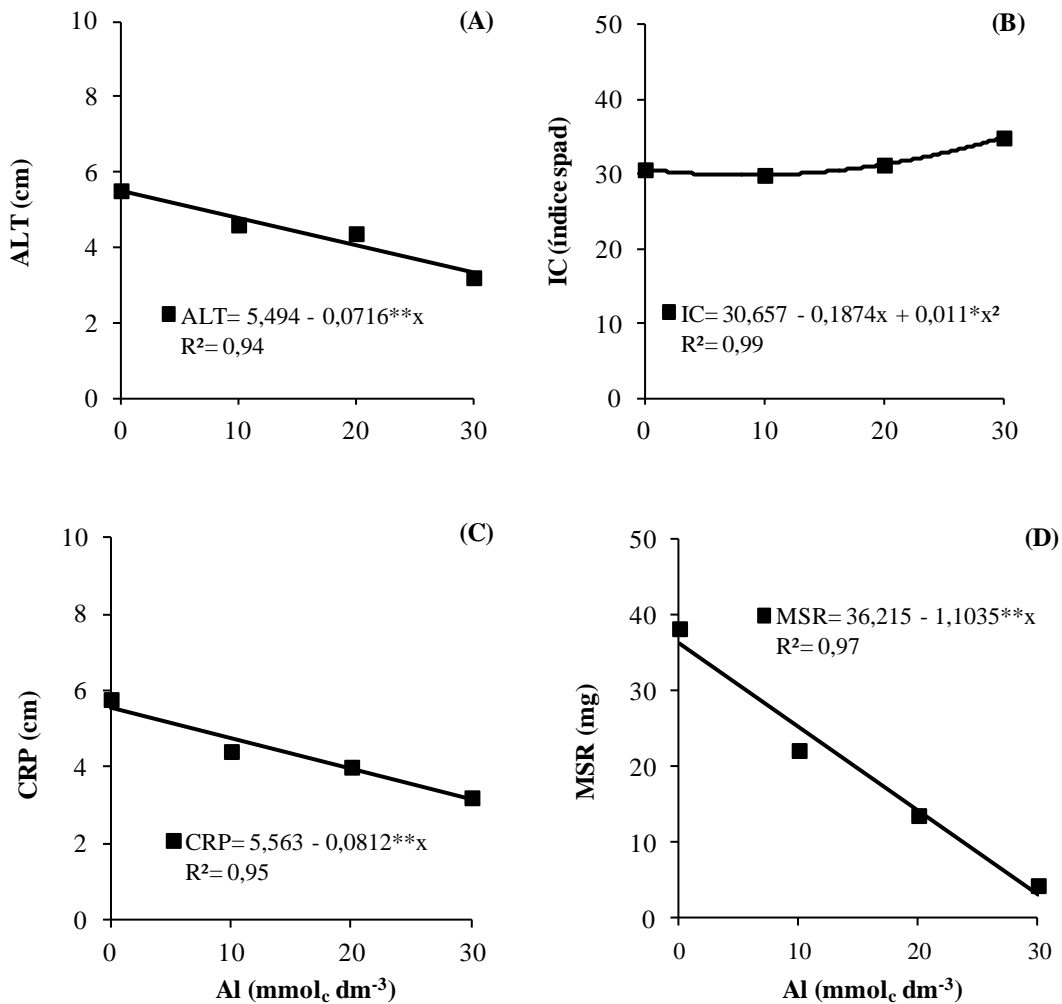 (A)
ALT (cm)
10
8
6
4
2
0
ALT= 5,494 - 0,0716**x
R²= 0,94
0 10 20 30
(B)
IC (índice spad)
50
40
30
20
10
0
IC= 30,657 - 0,1874x + 0,011*x²
R²= 0,99
0 10 20 30
(C)
CRP (cm)
10
8
6
4
2
0
CRP= 5,563 - 0,0812**x
R²= 0,95
0 10 20 30
Al (mmolc dm-3)
(D)
MSR (mg)
50
40
30
20
10
0
MSR= 36,215 - 1,1035**x
R²= 0,97
0 10 20 30
Al (mmolc dm-3)